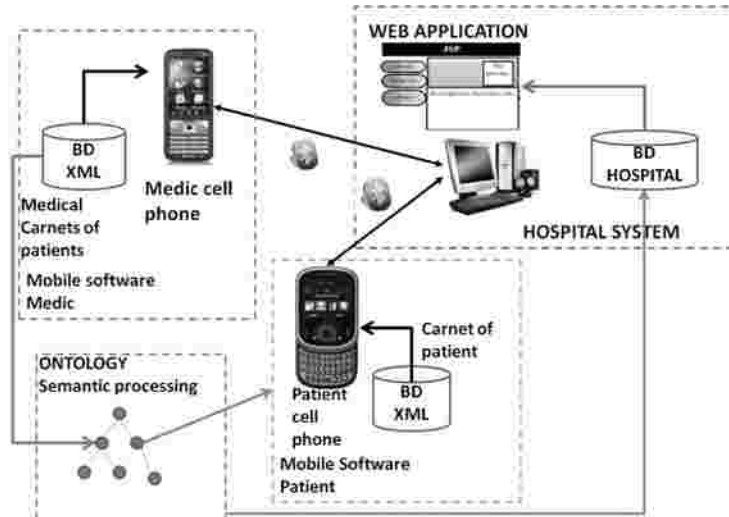 WEB APPLICATION
BD
XML
Medic cell
phone
Medical
Carnets of
patients
Mobile software
Medic
BD
HOSPITAL
HOSPITAL SYSTEM
ONTOLOGY
Semantic processing
Carnet of
patient
BD
XML
Patient
cell
phone
Mobile Software
Patient